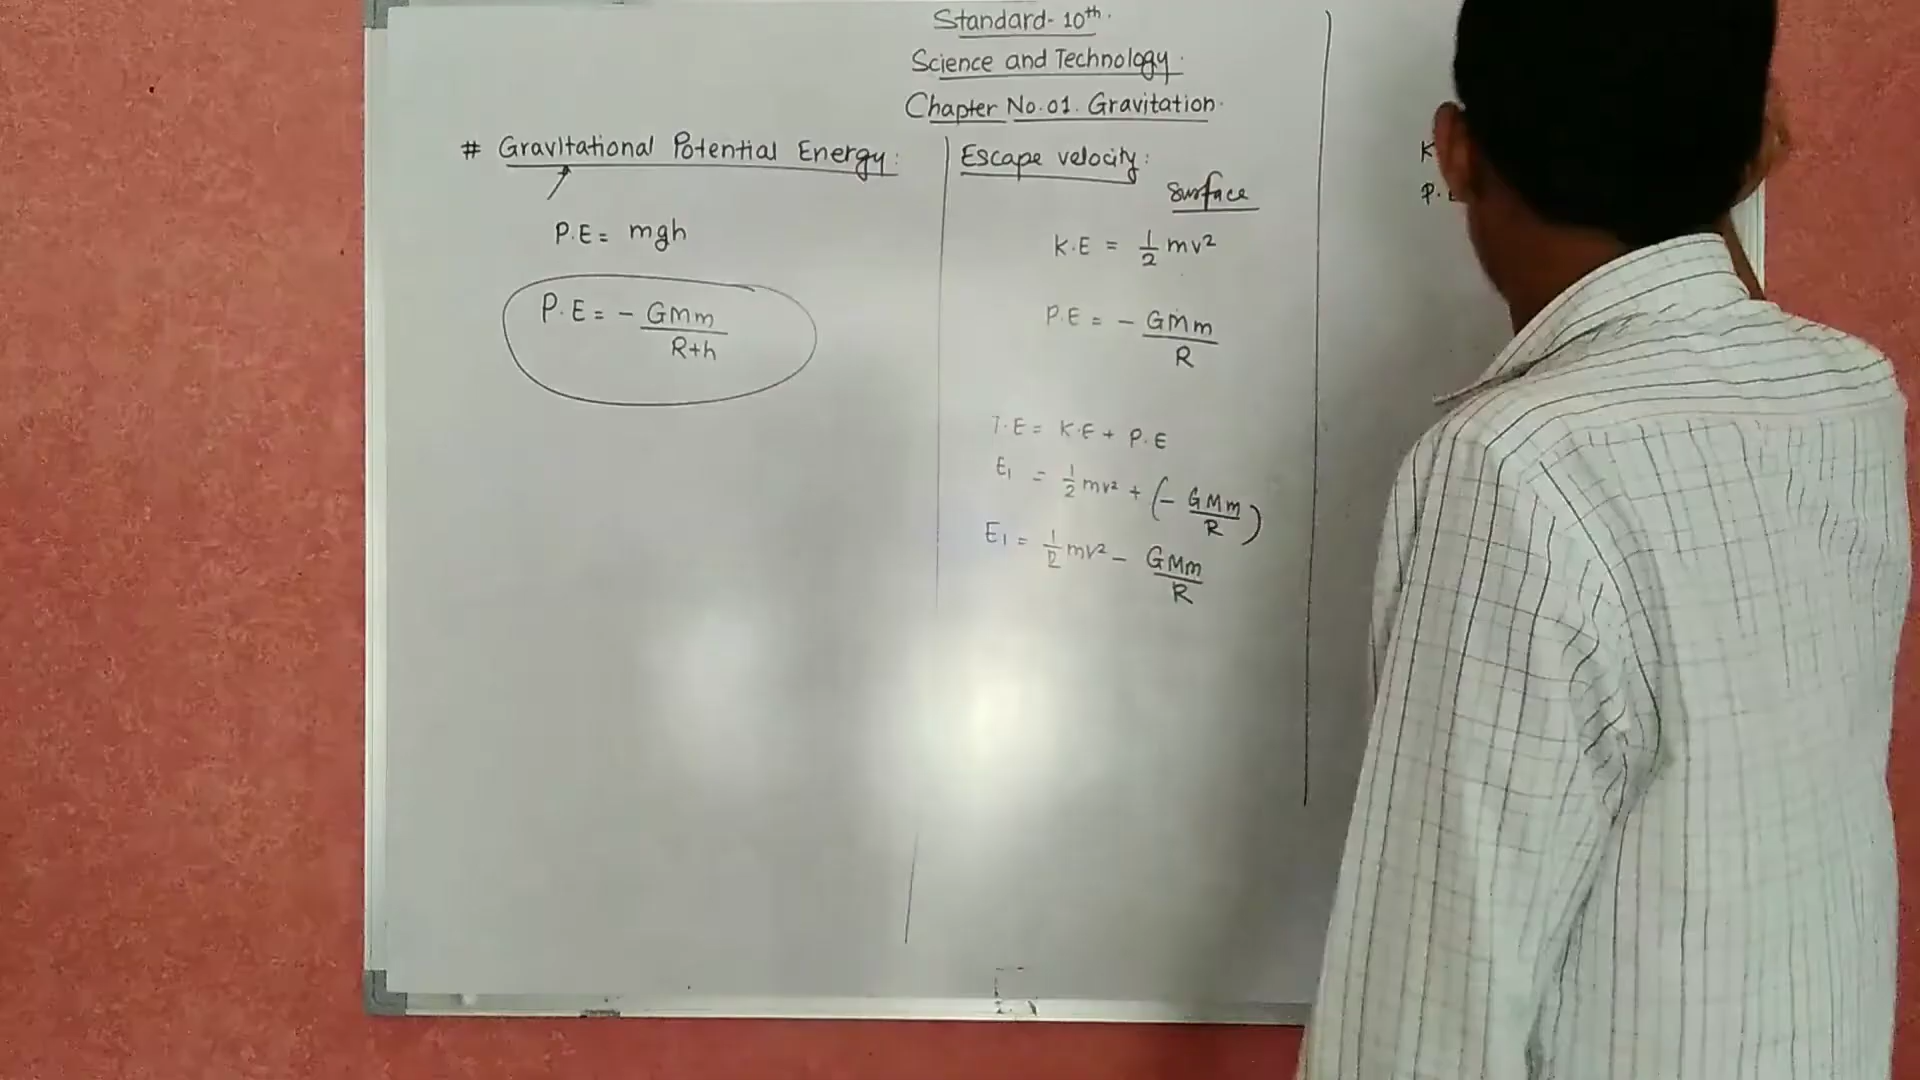 Standard- 10th.
Science and Technology.
Chapter No.01. Gravitation.
# Gravitational Potential Energy:
P.E = mgh
P.E = - GMm / R+h
Escape velocity:
Surface
K.E = 1/2 mv²
P.E = - GMm / R
T.E = K.E + P.E
E₁ = 1/2 mv² + (- GMm / R)
E₁ = 1/2 mv² - GMm / R
K
P.